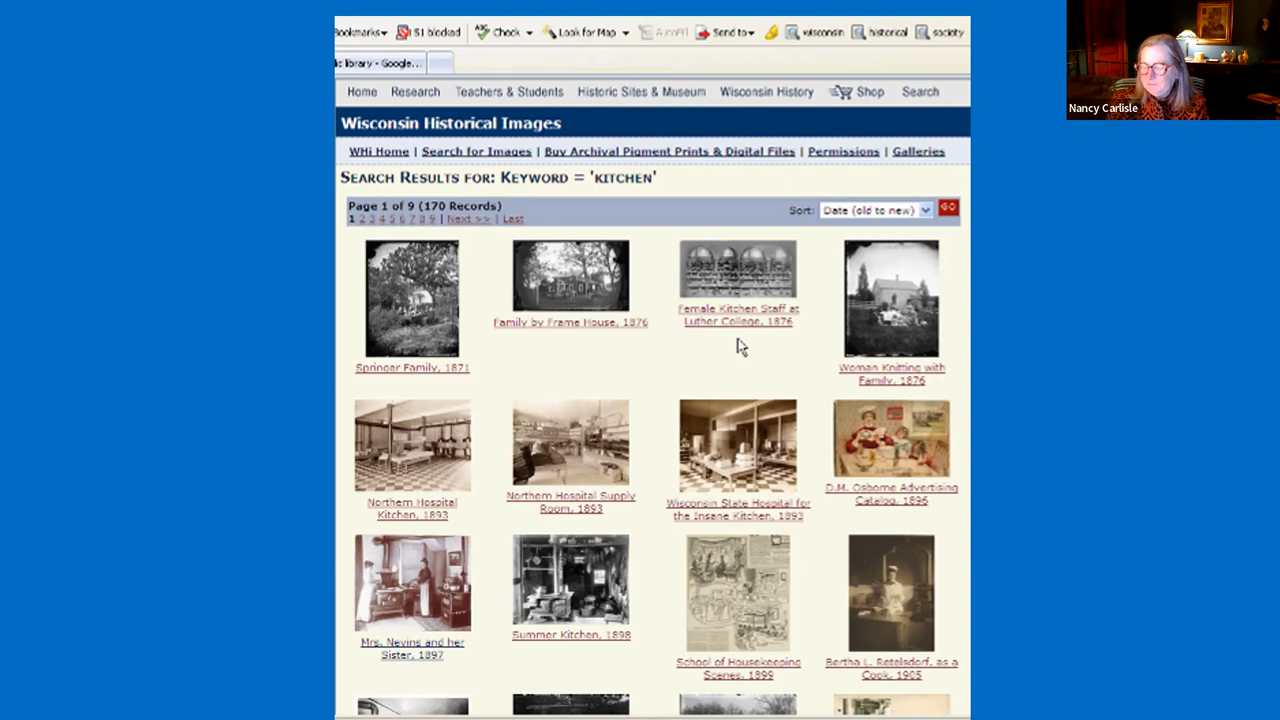 Bookmarks 51 blocked Check Look for Map AutoFill Send to wisconsin historical society
ic library - Google...
Home Research Teachers & Students Historic Sites & Museum Wisconsin History Shop Search
Wisconsin Historical Images
WHi Home | Search for Images | Buy Archival Pigment Prints & Digital Files | Permissions | Galleries
SEARCH RESULTS FOR: KEYWORD = 'KITCHEN'
Page 1 of 9 (170 Records)
1 2 3 4 5 6 7 8 9 | Next >> | Last
Sort: Date (old to new) GO
Springer Family, 1871
Family by Frame House, 1876
Female Kitchen Staff at
Luther College, 1876
Woman Knitting with
Family, 1876
Northern Hospital
Kitchen, 1893
Northern Hospital Supply
Room, 1893
Wisconsin State Hospital for
the Insane Kitchen, 1893
D.M. Osborne Advertising
Catalog, 1896
Mrs. Nevins and her
Sister, 1897
Summer Kitchen, 1898
School of Housekeeping
Scenes, 1899
Bertha L. Retelsdorf, as a
Cook, 1905
Nancy Carlisle